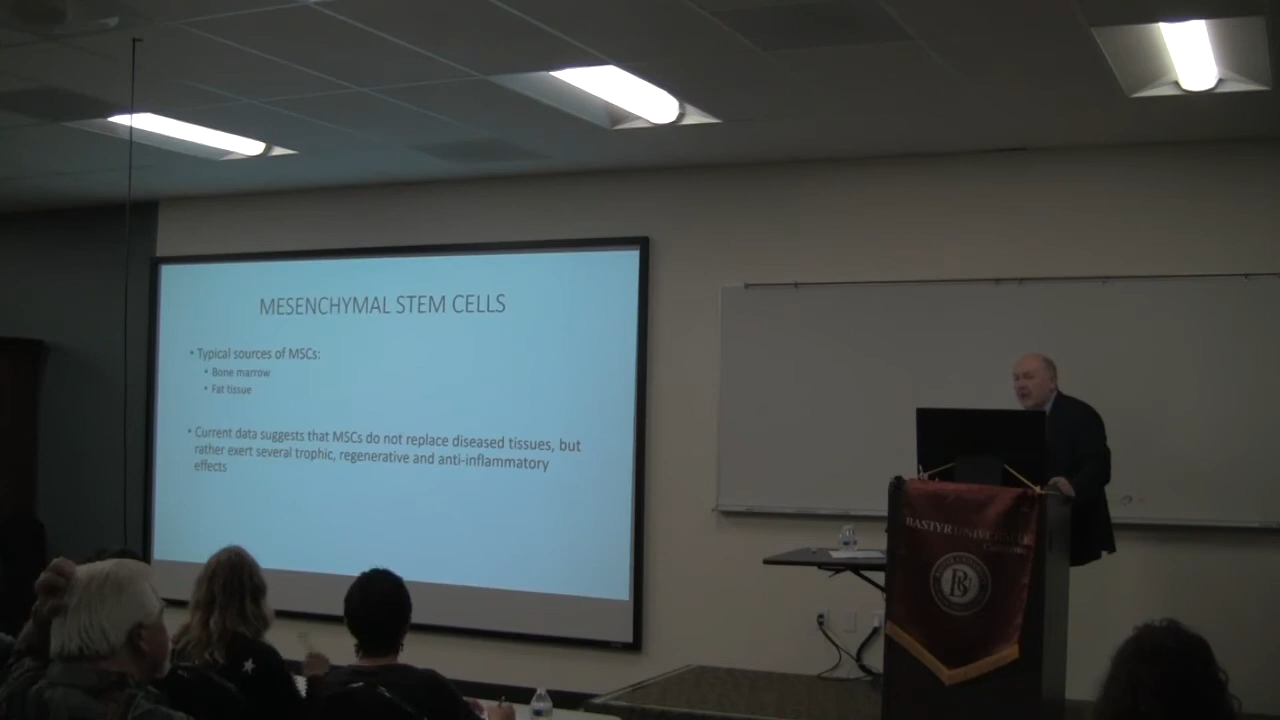 MESENCHYMAL STEM CELLS
• Typical sources of MSCs:
• Bone marrow
• Fat tissue
• Current data suggests that MSCs do not replace diseased tissues, but
rather exert several trophic, regenerative and anti-inflammatory
effects
BASTYR UNIVERSITY
California
B U